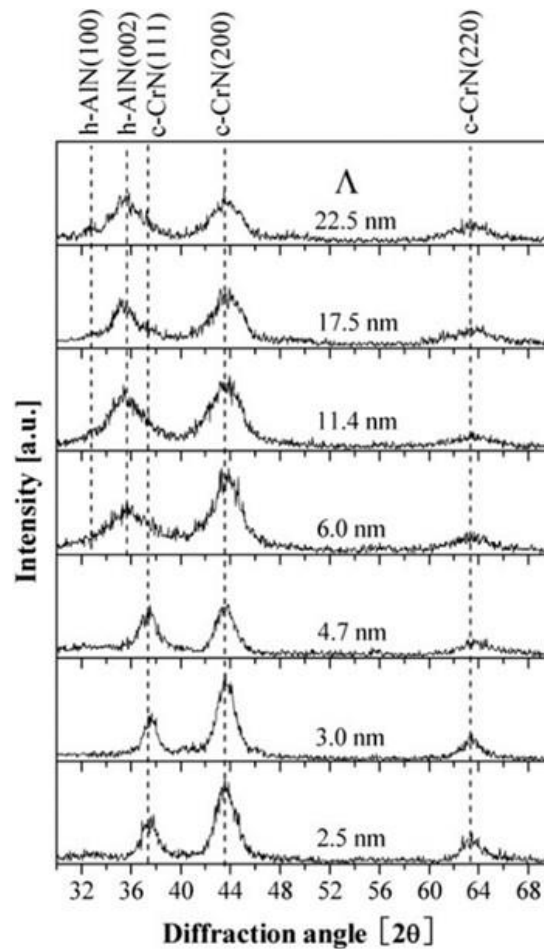 h-AlN(100)
h-AlN(002)
c-CrN(111)
c-CrN(200)
c-CrN(220)
Λ
22.5 nm
17.5 nm
11.4 nm
6.0 nm
4.7 nm
3.0 nm
2.5 nm
Intensity [a.u.]
32 36 40 44 48 52 56 60 64 68
Diffraction angle [2θ]